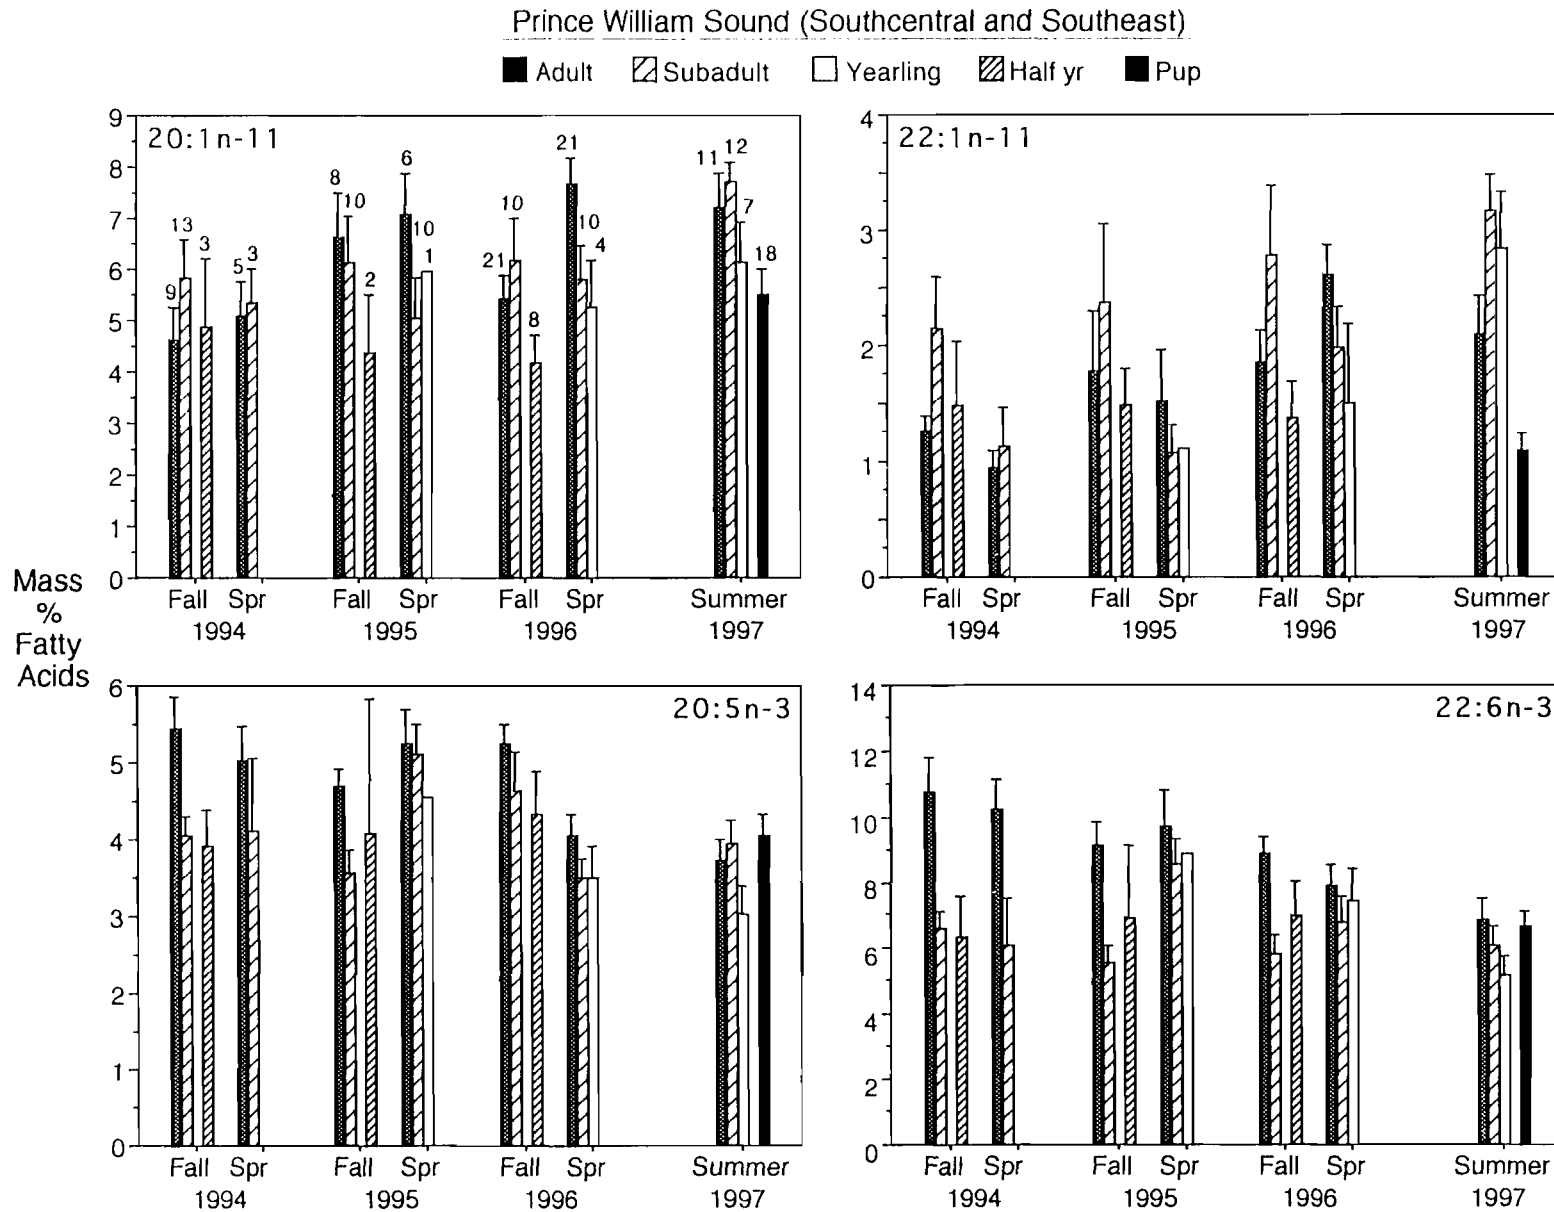 Prince William Sound (Southcentral and Southeast)
Adult Subadult Yearling Half yr Pup
Mass
%
Fatty
Acids
20:1n-11
9
8
7
6
5
4
3
2
1
0
9 13 3 5 3 8 10 2 6 10 1 21 10 8 21 10 4 11 12 7 18
Fall Spr Fall Spr Fall Spr Summer
1994 1995 1996 1997
22:1n-11
4
3
2
1
0
Fall Spr Fall Spr Fall Spr Summer
1994 1995 1996 1997
20:5n-3
6
5
4
3
2
1
0
Fall Spr Fall Spr Fall Spr Summer
1994 1995 1996 1997
22:6n-3
14
12
10
8
6
4
2
0
Fall Spr Fall Spr Fall Spr Summer
1994 1995 1996 1997